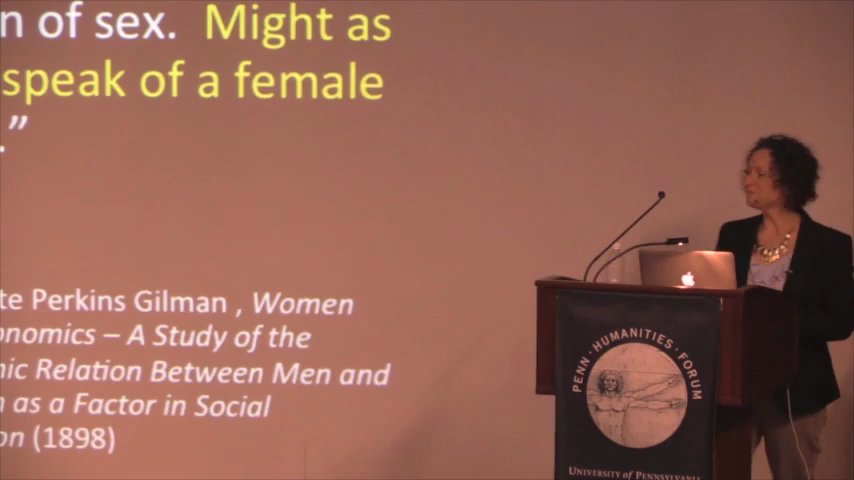 n of sex. Might as
speak of a female
.”
te Perkins Gilman , Women
onomics – A Study of the
nic Relation Between Men and
n as a Factor in Social
on (1898)
PENN · HUMANITIES · FORUM
UNIVERSITY of PENNSYLVANIA